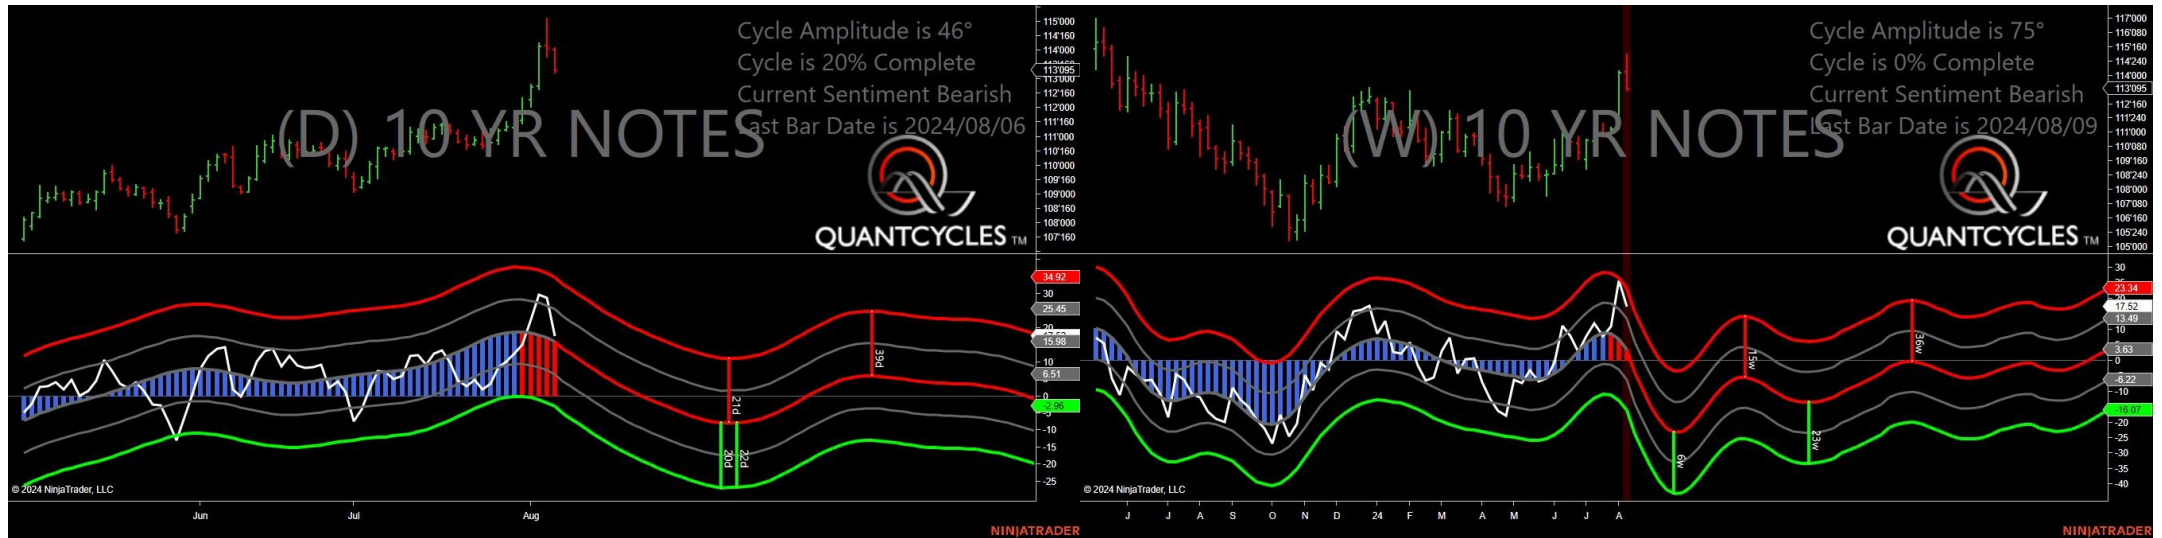 Cycle Amplitude is 46°
Cycle is 20% Complete
Current Sentiment Bearish
Last Bar Date is 2024/08/06
(D) 10 YR NOTES
QUANTCYCLES TM
115'000
114'160
114'000
113'095
113'000
112'160
112'000
111'160
111'000
110'160
110'000
109'160
109'000
108'160
108'000
107'160
34.92
30
25.45
20
15.98
10
6.51
0
-2.96
-5
-10
-15
-20
-25
21d
39d
20d
22d
© 2024 NinjaTrader, LLC
Jun Jul Aug
NINJATRADER
Cycle Amplitude is 75°
Cycle is 0% Complete
Current Sentiment Bearish
Last Bar Date is 2024/08/09
(W) 10 YR NOTES
QUANTCYCLES TM
117'000
116'080
115'160
114'240
114'000
113'095
112'160
111'240
111'000
110'080
109'160
108'240
108'000
107'080
106'160
105'240
105'000
30
23.34
20
17.52
13.49
10
3.63
0
-6.22
-10
-16.07
-20
-25
-30
-35
-40
15w
36w
6w
23w
© 2024 NinjaTrader, LLC
J J A S O N D 24 F M A M J J A
NINJATRADER